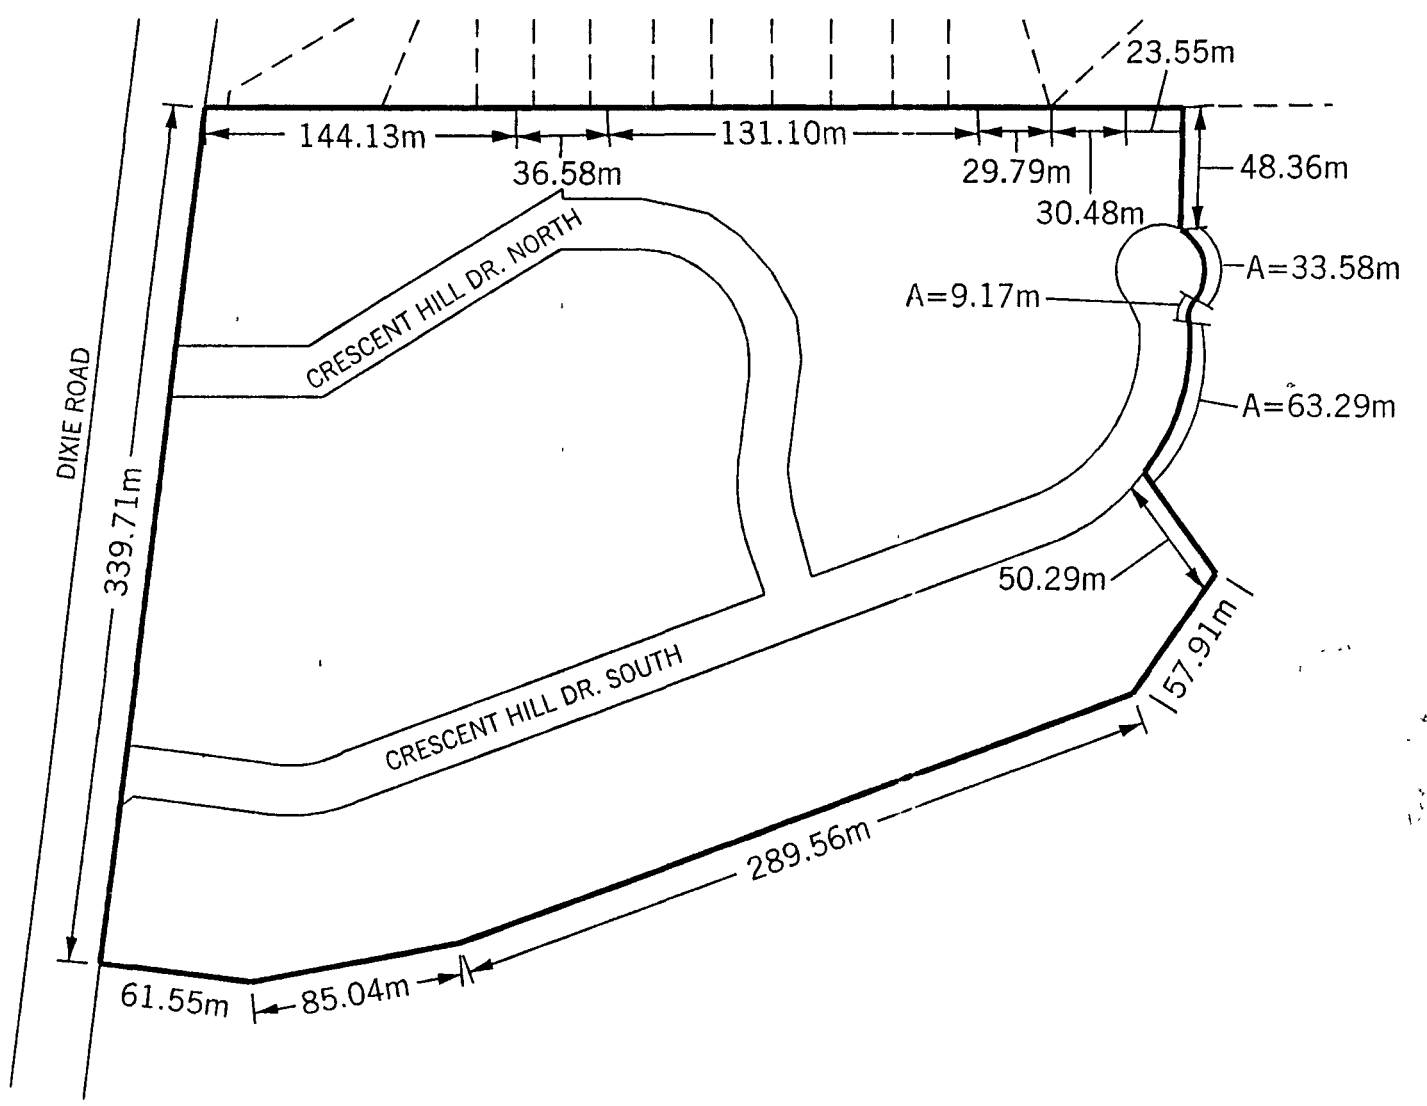 23.55m
144.13m
131.10m
36.58m
29.79m
48.36m
30.48m
CRESCENT HILL DR. NORTH
A=33.58m
A=9.17m
DIXIE ROAD
A=63.29m
339.71m
50.29m
57.91m
CRESCENT HILL DR. SOUTH
289.56m
61.55m
85.04m